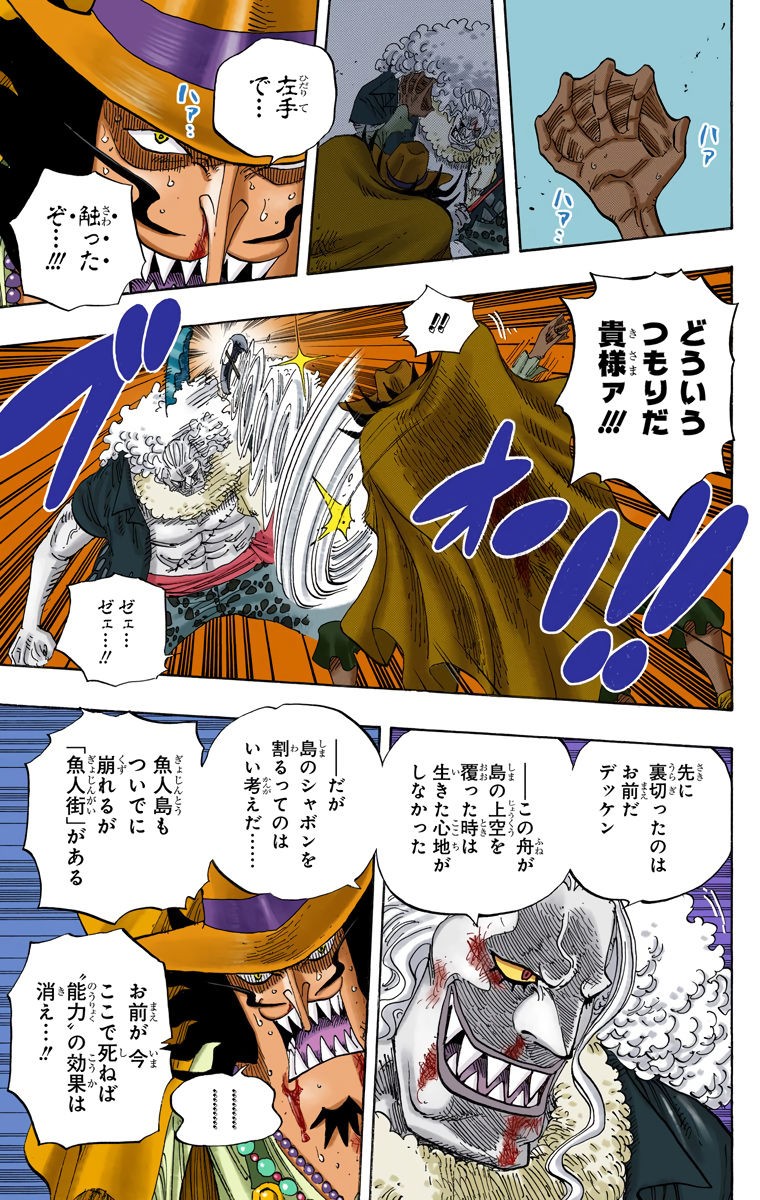 ハァ
ハァ…
左手
で…
ハァ…
ハァ…
触った
ぞ…!!!
どういう
つもりだ
貴様ァ!!!
!!
ブオーン!!!
ゼェ…
ゼェ…!!
先に
裏切ったのは
お前だ
デッケン
──この舟が
島の上空を
覆った時は
生きた心地が
しなかった
──だが
島のシャボンを
割るってのは
いい考えだ……
魚人島も
ついでに
崩れるが
「魚人街」がある
お前が今
ここで死ねば
“能力”の効果は
消え…!!
…………
…………